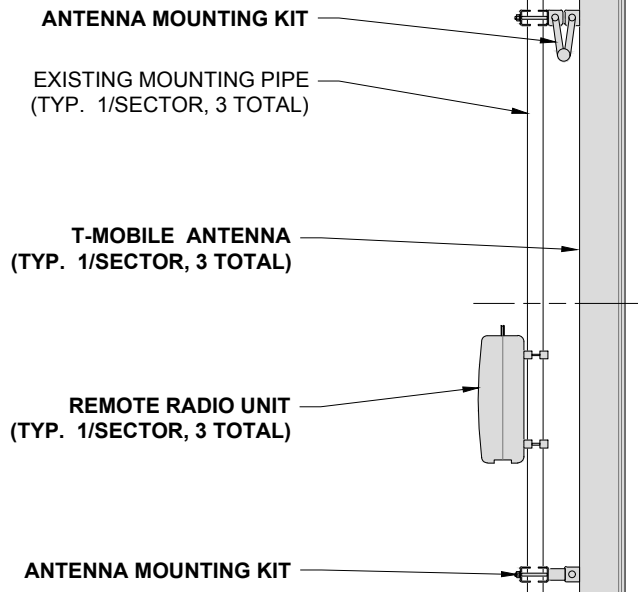 ANTENNA MOUNTING KIT
EXISTING MOUNTING PIPE
(TYP. 1/SECTOR, 3 TOTAL)
T-MOBILE ANTENNA
(TYP. 1/SECTOR, 3 TOTAL)
REMOTE RADIO UNIT
(TYP. 1/SECTOR, 3 TOTAL)
ANTENNA MOUNTING KIT